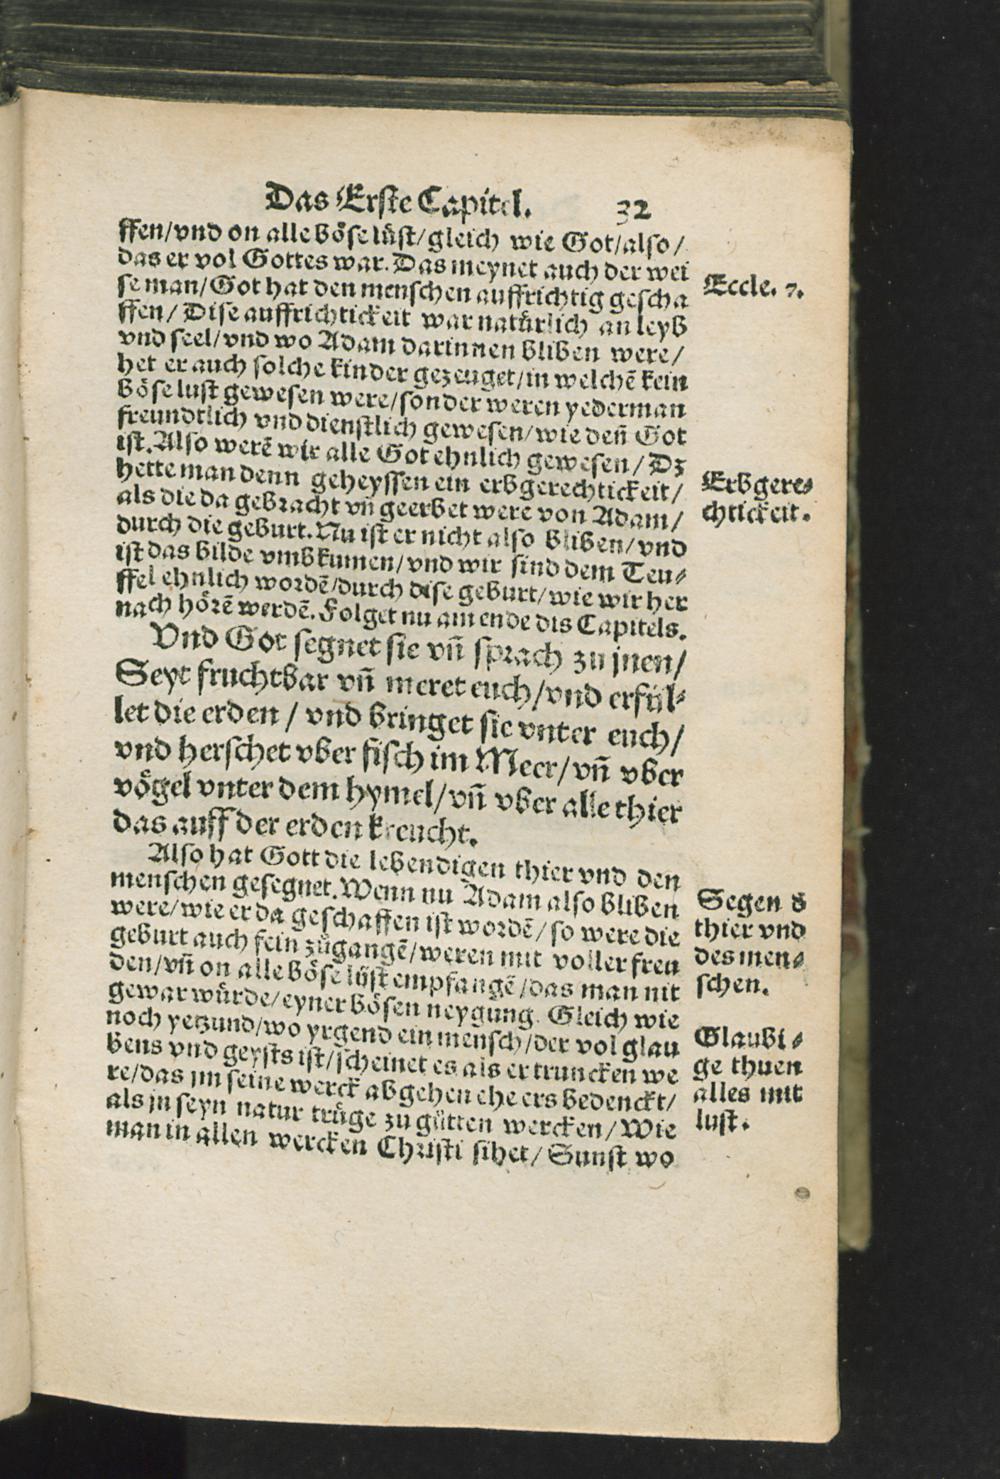 Das Erste Capitel. 32
ffen/vnd on alle böse lüst/gleich wie Got/also/
das er vol Gottes war. Das meynet auch der wei
se man/Got hat den menschen auffrichtig gescha
Eccle. 7.
ffen/ Dise auffrichtickeit war natürlich an leyb
vnd seel/vnd wo Adam darinnen bliben were/
het er auch solche kinder gezeuget/in welchē kein
böse lust gewesen were/sonder weren yederman
freundtlich vnd dienstlich gewesen/wie deñ Got
ist. Also werē wir alle Got ehnlich gewesen/ Dz
hette man denn geheyssen ein erbgerechtickeit/
Erbgere⸗
als die da gebracht vñ geerbet were von Adam/
chtickeit.
durch die geburt. Nu ist er nicht also bliben/vnd
ist das bilde vmbkumen/vnd wir sind dem Teu⸗
ffel ehnlich wordē/durch dise geburt/wie wir her
nach hörē werdē. Folget nu am ende dis Capitels.
Vnd Got segnet sie vñ sprach zu jnen/
Seyt fruchtbar vñ meret euch/vnd erfül⸗
let die erden / vnd bringet sie vnter euch/
vnd herschet vber fisch im Meer/vñ vber
vögel vnter dem hymel/vñ vber alle thier
das auff der erden kreucht.
Also hat Gott die lebendigen thier vnd den
menschen gesegnet. Wenn nu Adam also bliben
Segen d̕
were/wie er da geschaffen ist wordē/ so were die
thier vnd
geburt auch fein zůgangē/weren mit voller freu
des men⸗
den/vñ on alle böse lüst empfangē/das man nit
schen.
gewar würde/eyner bösen neygung. Gleich wie
noch yetzund/wo yrgend ein mensch/der vol glau
Glaubi⸗
bens vnd geysts ist/scheinet es als er truncken we
ge thuen
re/das jm seine werck abgehen ehe ers bedenckt/
alles mit
als jn seyn natur trüge zu gůtten wercken/ Wie
lust.
man in allen wercken Christi sihet/ Sunst wo